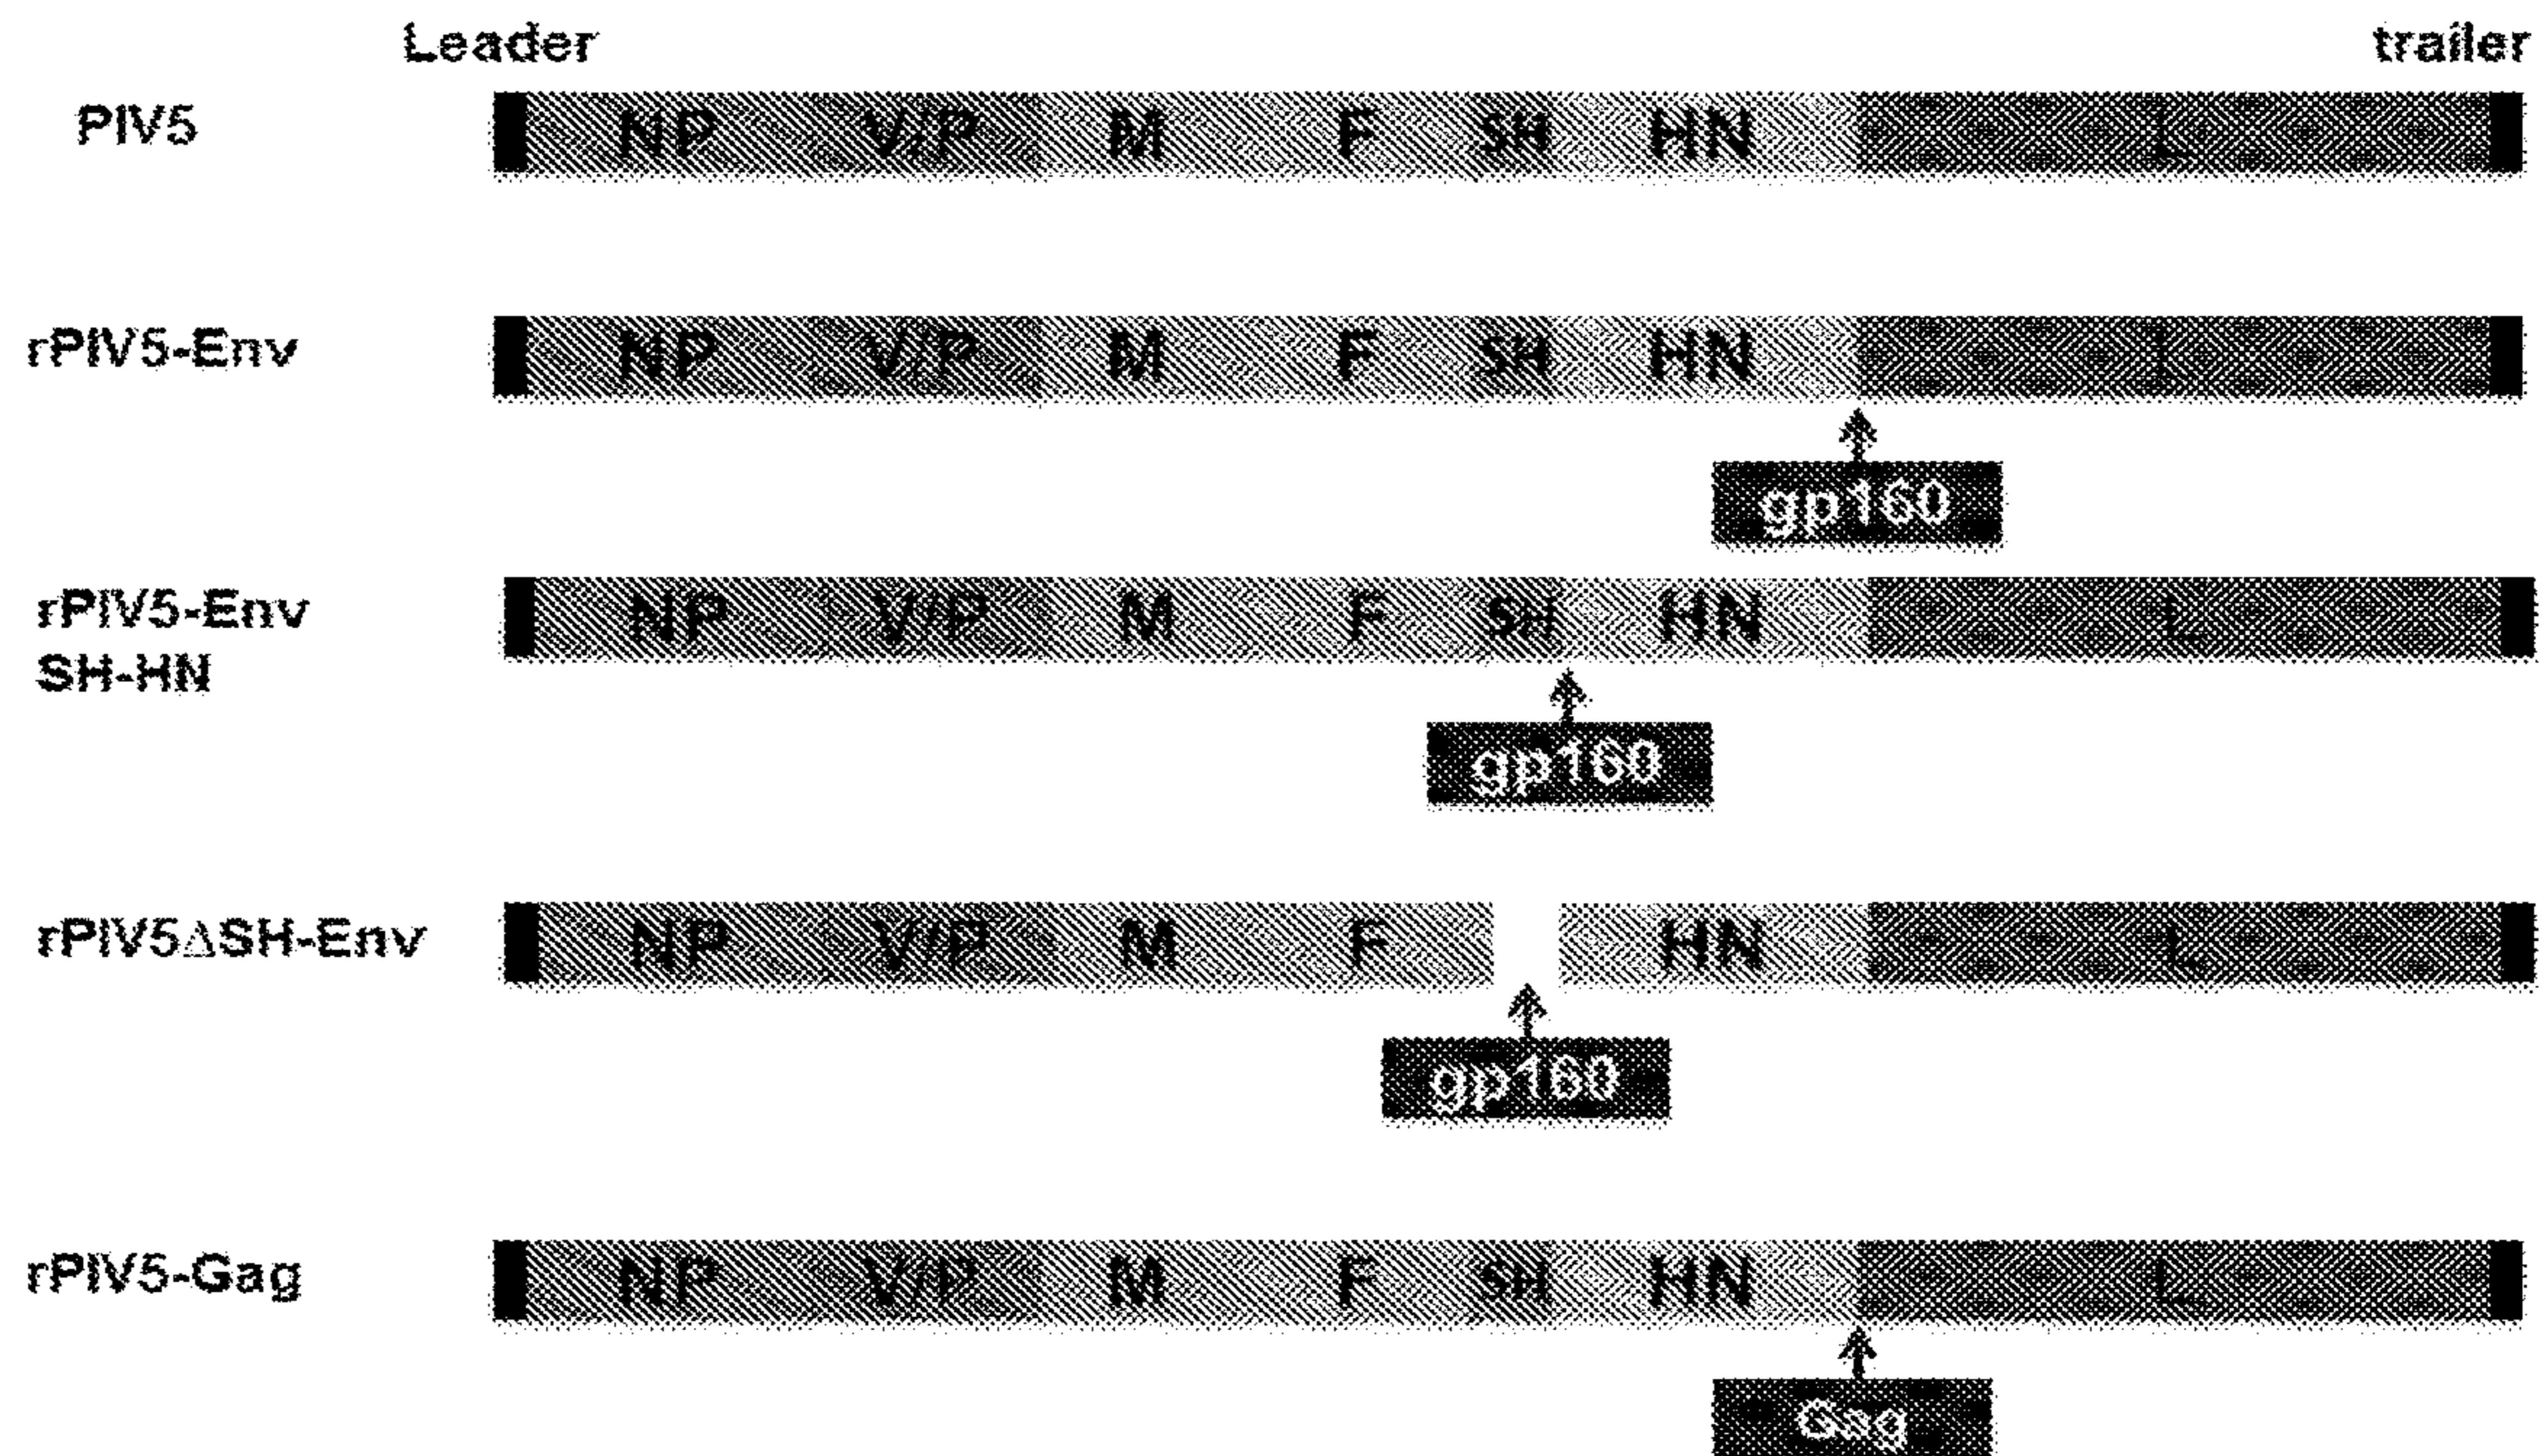 Leader trailer
PIV5 NP V/P M F SH HN L
rPIV5-Env NP V/P M F SH HN L
gp160
rPIV5-Env NP V/P M F SH HN L
SH-HN
gp160
rPIV5ΔSH-Env NP V/P M F HN L
gp160
rPIV5-Gag NP V/P M F SH HN L
Gag